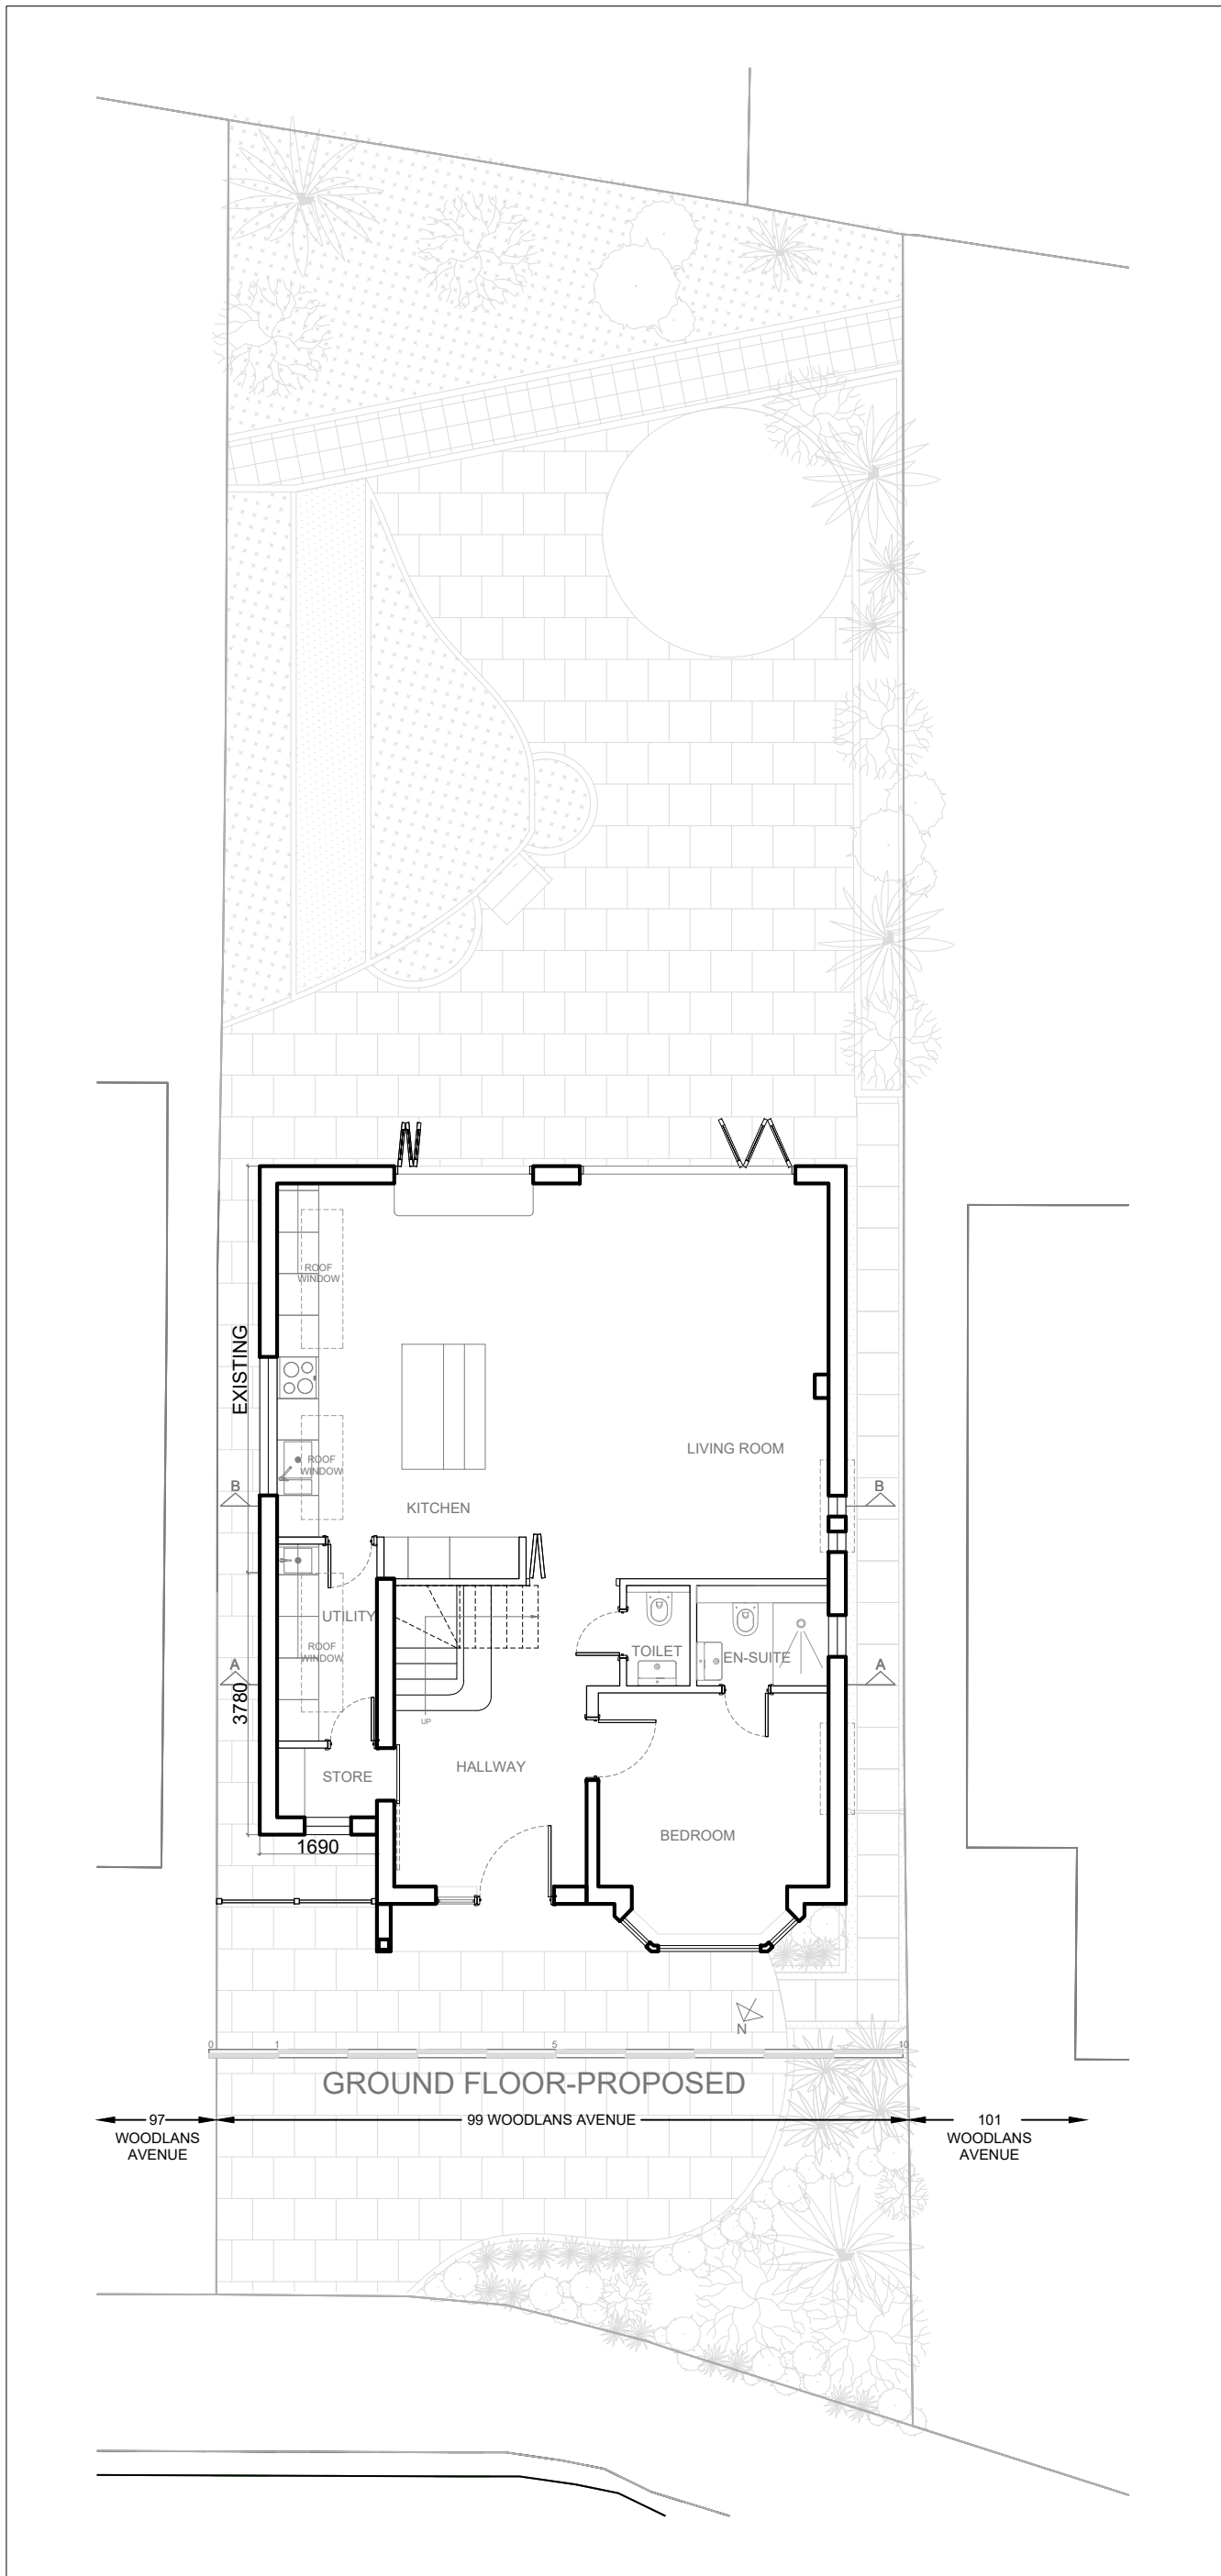 ROOF
WINDOW
EXISTING
LIVING ROOM
ROOF
WINDOW
B
B
KITCHEN
UTILITY
ROOF
WINDOW
TOILET
EN-SUITE
A
A
3780
UP
HALLWAY
STORE
BEDROOM
1690
N
0
1
5
10
GROUND FLOOR-PROPOSED
97
WOODLANS
AVENUE
99 WOODLANS AVENUE
101
WOODLANS
AVENUE